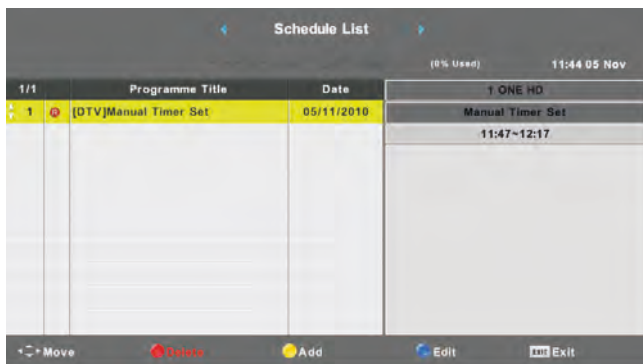 Schedule List
(0% Used) 11:44 05 Nov
1/1 Programme Title Date 1 ONE HD
1 R [DTV]Manual Timer Set 05/11/2010 Manual Timer Set
11:47~12:17
Move Delete Add Edit EXIT Exit